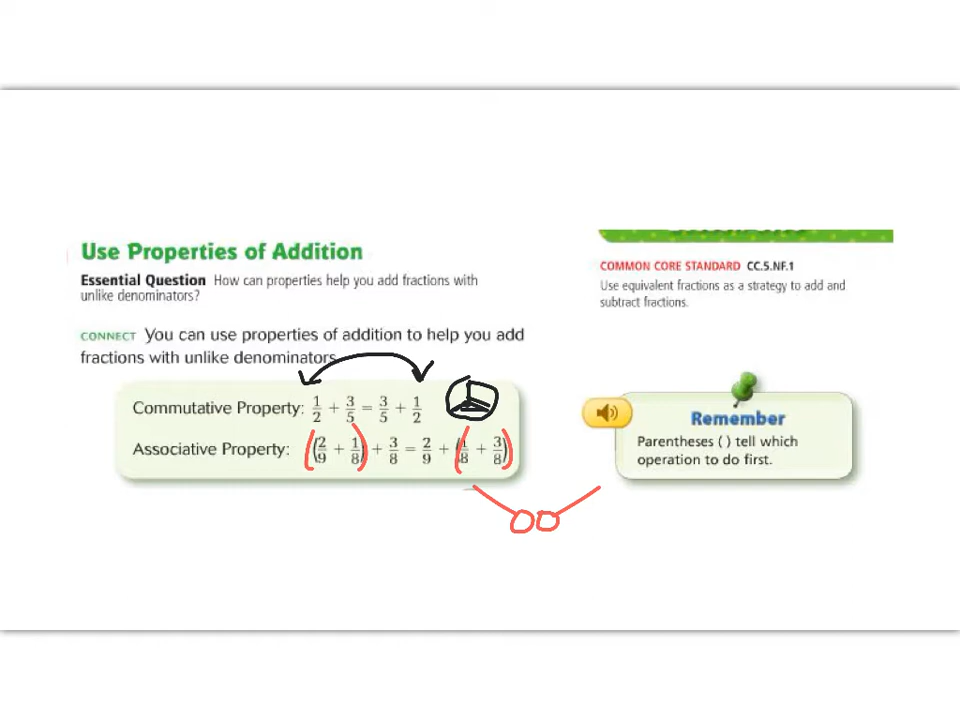 Use Properties of Addition
Essential Question How can properties help you add fractions with
unlike denominators?
CONNECT You can use properties of addition to help you add
fractions with unlike denominators.
Commutative Property: 1/2 + 3/5 = 3/5 + 1/2
Associative Property: (2/9 + 1/8) + 3/8 = 2/9 + (1/8 + 3/8)
COMMON CORE STANDARD CC.5.NF.1
Use equivalent fractions as a strategy to add and
subtract fractions.
Remember
Parentheses ( ) tell which
operation to do first.